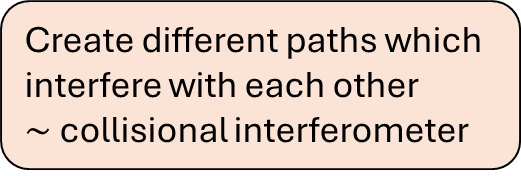 Create different paths which
interfere with each other
~ collisional interferometer